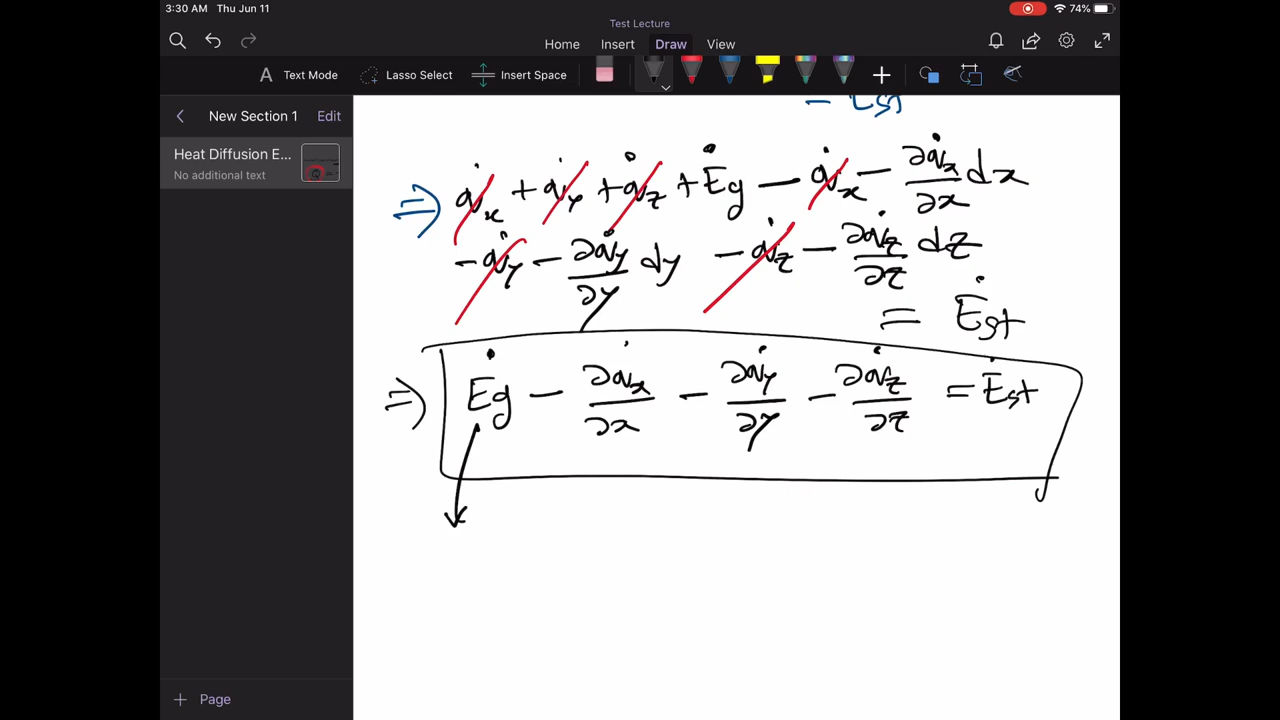 3:30 AM Thu Jun 11
74%
Test Lecture
Home Insert Draw View
Text Mode Lasso Select Insert Space
New Section 1 Edit
Heat Diffusion E...
No additional text
− Ėst
⇒ q̇x + q̇y + q̇z + Ėg − q̇x − ∂q̇x/∂x dx
− q̇y − ∂q̇y/∂y dy − q̇z − ∂q̇z/∂z dz
= Ėst
⇒ Ėg − ∂q̇x/∂x − ∂q̇y/∂y − ∂q̇z/∂z = Ėst
+ Page